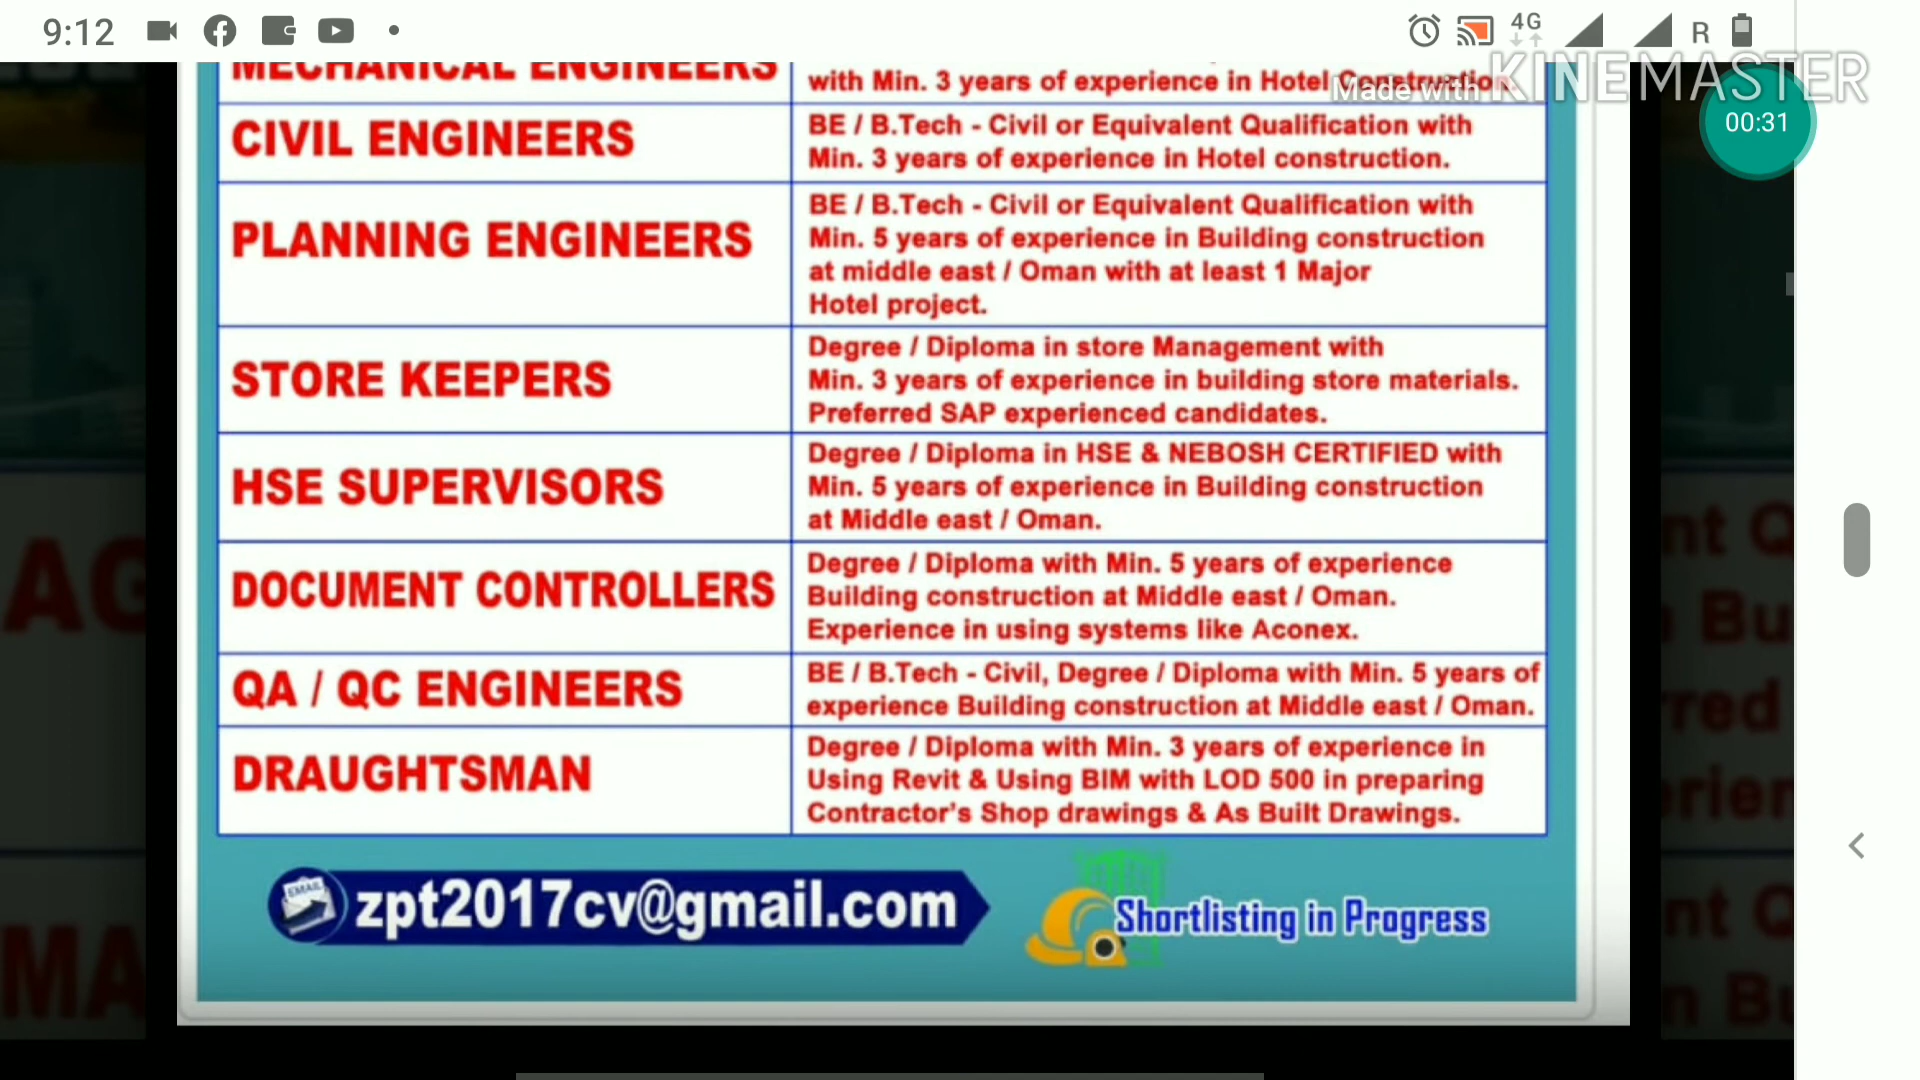 9:12
4G
R
Made with KINEMASTER
00:31
MECHANICAL ENGINEERS
with Min. 3 years of experience in Hotel Construction.
CIVIL ENGINEERS
BE / B.Tech - Civil or Equivalent Qualification with
Min. 3 years of experience in Hotel construction.
PLANNING ENGINEERS
BE / B.Tech - Civil or Equivalent Qualification with
Min. 5 years of experience in Building construction
at middle east / Oman with at least 1 Major
Hotel project.
STORE KEEPERS
Degree / Diploma in store Management with
Min. 3 years of experience in building store materials.
Preferred SAP experienced candidates.
HSE SUPERVISORS
Degree / Diploma in HSE & NEBOSH CERTIFIED with
Min. 5 years of experience in Building construction
at Middle east / Oman.
DOCUMENT CONTROLLERS
Degree / Diploma with Min. 5 years of experience
Building construction at Middle east / Oman.
Experience in using systems like Aconex.
QA / QC ENGINEERS
BE / B.Tech - Civil, Degree / Diploma with Min. 5 years of
experience Building construction at Middle east / Oman.
DRAUGHTSMAN
Degree / Diploma with Min. 3 years of experience in
Using Revit & Using BIM with LOD 500 in preparing
Contractor's Shop drawings & As Built Drawings.
EMAIL
zpt2017cv@gmail.com
Shortlisting in Progress